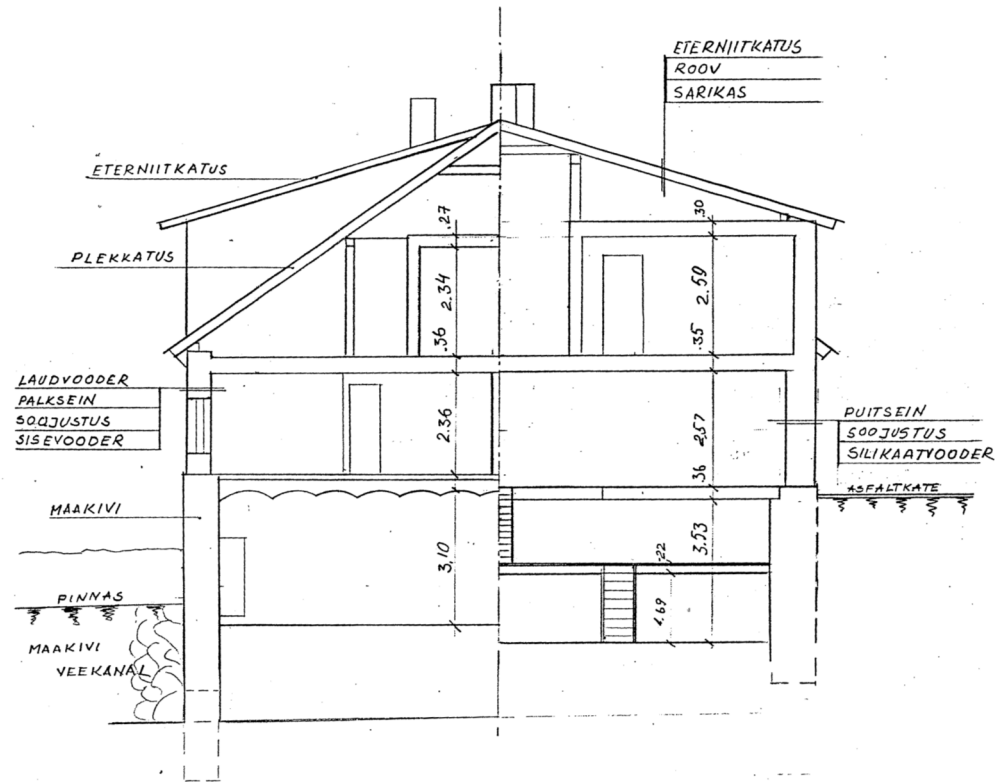 ETERNIITKATUS
ROOV
SARIKAS
ETERNIITKATUS
PLEKKATUS
.27
.30
2.34
2.59
.36
.35
LAUDVOODER
PALKSEIN
SOOJUSTUS
SISEVOODER
2.36
2.57
PUITSEIN
SOOJUSTUS
SILIKAATVOODER
.36
ASFALTKATE
MAAKIVI
3,10
3.53
.22
1.69
PINNAS
MAAKIVI
VEEKANAL